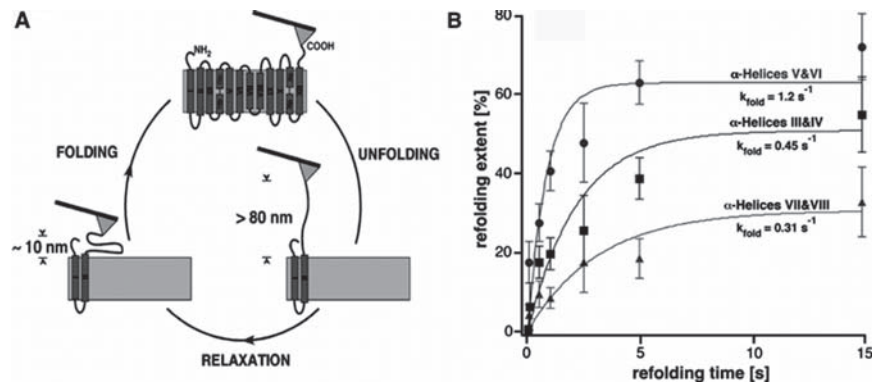 A
NH2
COOH
FOLDING
UNFOLDING
> 80 nm
~ 10 nm
RELAXATION
B
refolding extent [%]
80
60
40
20
0
α-Helices V&VI
kfold = 1.2 s-1
α-Helices III&IV
kfold = 0.45 s-1
α-Helices VII&VIII
kfold = 0.31 s-1
0
5
10
15
refolding time [s]